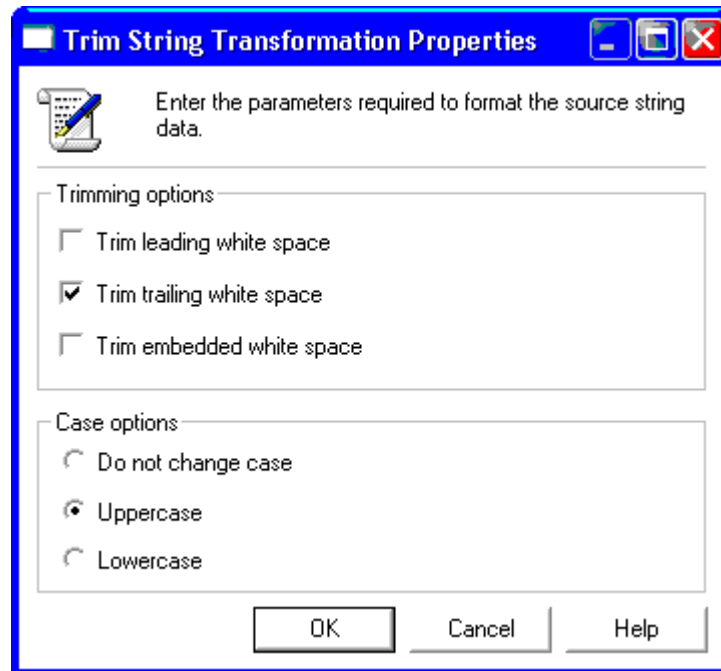 Trim String Transformation Properties
Enter the parameters required to format the source string
data.
Trimming options
Trim leading white space
Trim trailing white space
Trim embedded white space
Case options
Do not change case
Uppercase
Lowercase
OK Cancel Help